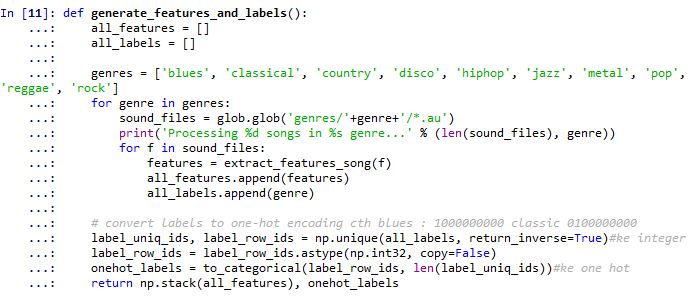 In [11]: def generate_features_and_labels():
    ...:     all_features = []
    ...:     all_labels = []
    ...:
    ...:     genres = ['blues', 'classical', 'country', 'disco', 'hiphop', 'jazz', 'metal', 'pop',
'reggae', 'rock']
    ...:     for genre in genres:
    ...:         sound_files = glob.glob('genres/'+genre+'/*.au')
    ...:         print('Processing %d songs in %s genre...' % (len(sound_files), genre))
    ...:         for f in sound_files:
    ...:             features = extract_features_song(f)
    ...:             all_features.append(features)
    ...:             all_labels.append(genre)
    ...:
    ...:     # convert labels to one-hot encoding cth blues : 1000000000 classic 0100000000
    ...:     label_uniq_ids, label_row_ids = np.unique(all_labels, return_inverse=True)#ke integer
    ...:     label_row_ids = label_row_ids.astype(np.int32, copy=False)
    ...:     onehot_labels = to_categorical(label_row_ids, len(label_uniq_ids))#ke one hot
    ...:     return np.stack(all_features), onehot_labels